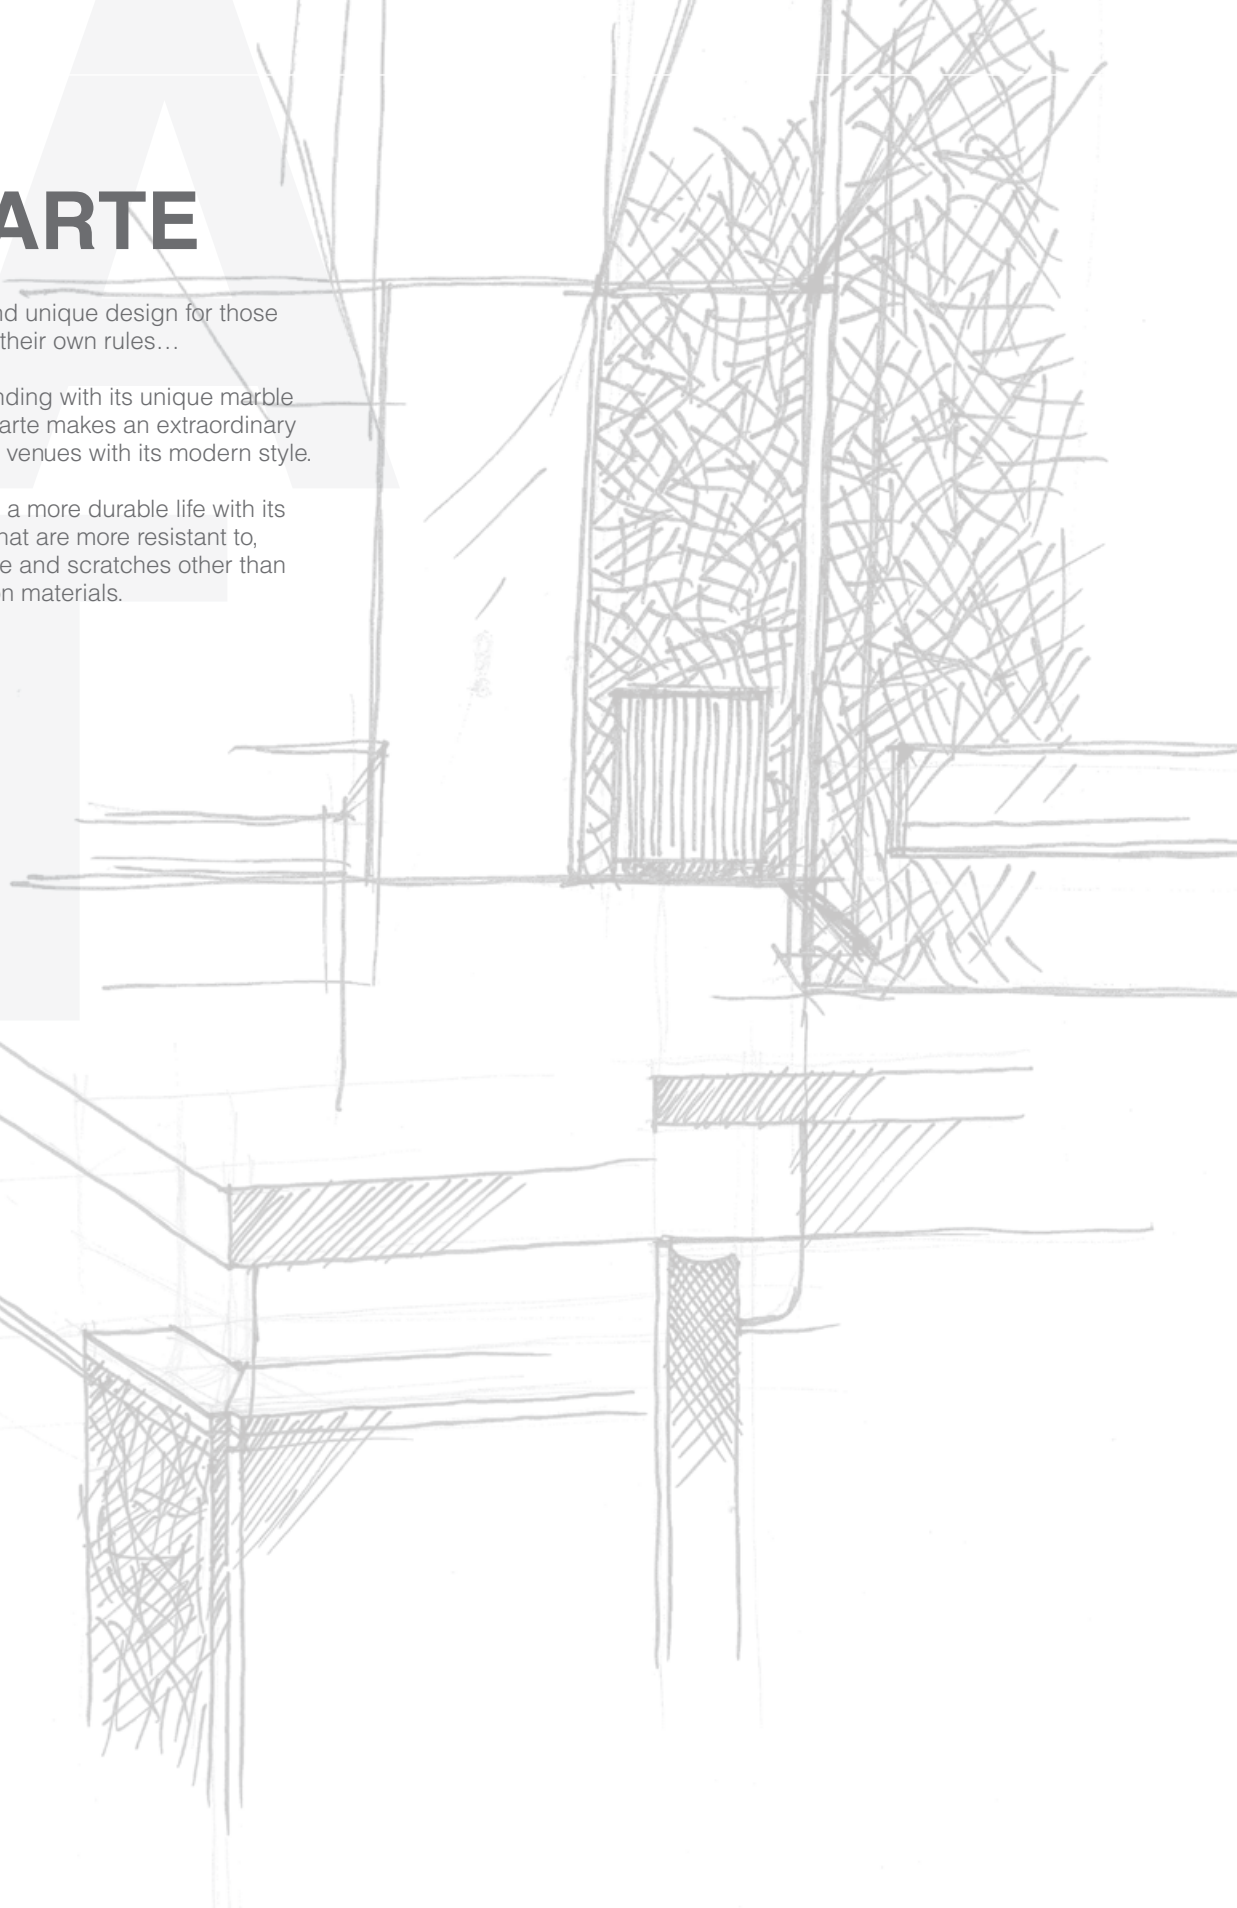 ARTE
nd unique design for those
their own rules…
nding with its unique marble
arte makes an extraordinary
venues with its modern style.
a more durable life with its
hat are more resistant to,
e and scratches other than
on materials.